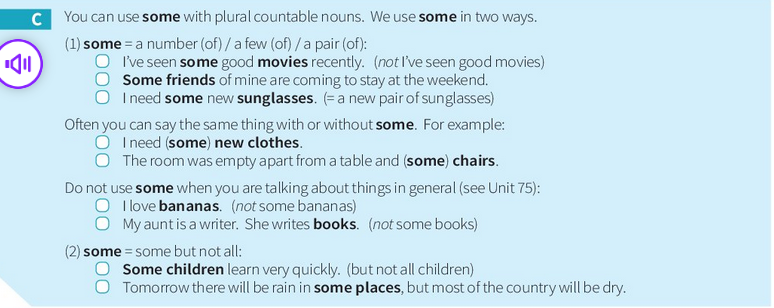 C You can use some with plural countable nouns. We use some in two ways.
(1) some = a number (of) / a few (of) / a pair (of):
I've seen some good movies recently. (not I've seen good movies)
Some friends of mine are coming to stay at the weekend.
I need some new sunglasses. (= a new pair of sunglasses)
Often you can say the same thing with or without some. For example:
I need (some) new clothes.
The room was empty apart from a table and (some) chairs.
Do not use some when you are talking about things in general (see Unit 75):
I love bananas. (not some bananas)
My aunt is a writer. She writes books. (not some books)
(2) some = some but not all:
Some children learn very quickly. (but not all children)
Tomorrow there will be rain in some places, but most of the country will be dry.